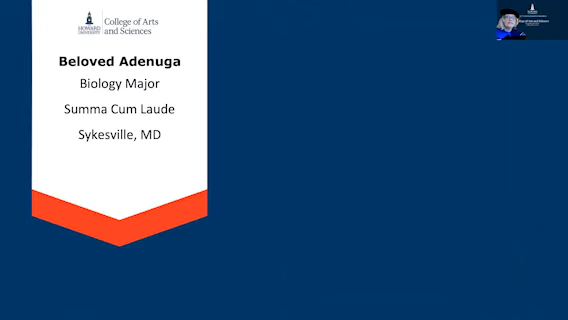 HOWARD
UNIVERSITY
College of Arts
and Sciences
Beloved Adenuga
Biology Major
Summa Cum Laude
Sykesville, MD